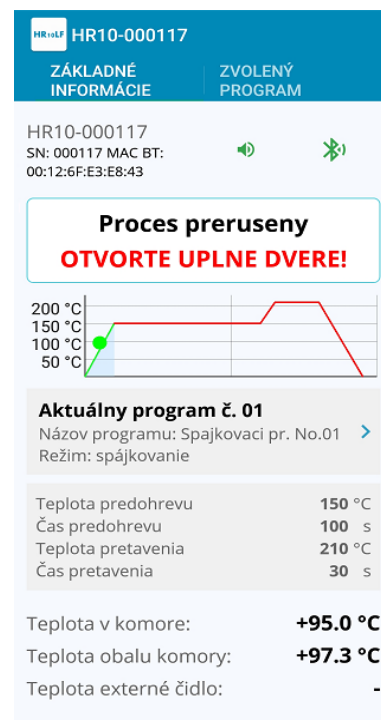 HR10LF HR10-000117
ZÁKLADNÉ INFORMÁCIE
ZVOLENÝ PROGRAM
HR10-000117
SN: 000117 MAC BT:
00:12:6F:E3:E8:43
Proces preruseny
OTVORTE UPLNE DVERE!
200 °C
150 °C
100 °C
50 °C
Aktuálny program č. 01
Názov programu: Spajkovaci pr. No.01
Režim: spájkovanie
Teplota predohrevu 150 °C
Čas predohrevu 100 s
Teplota pretavenia 210 °C
Čas pretavenia 30 s
Teplota v komore: +95.0 °C
Teplota obalu komory: +97.3 °C
Teplota externé čidlo: -